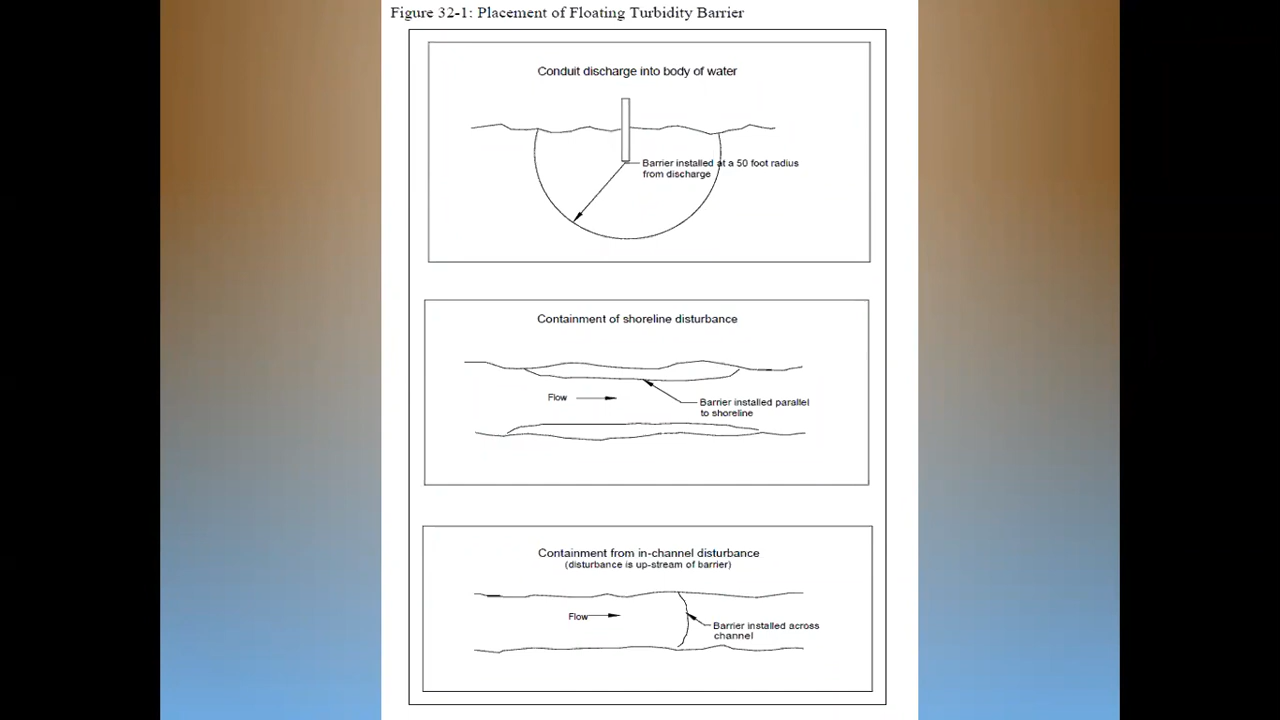 Figure 32-1: Placement of Floating Turbidity Barrier
Conduit discharge into body of water
Barrier installed at a 50 foot radius
from discharge
Containment of shoreline disturbance
Flow
Barrier installed parallel
to shoreline
Containment from in-channel disturbance
(disturbance is up-stream of barrier)
Flow
Barrier installed across
channel